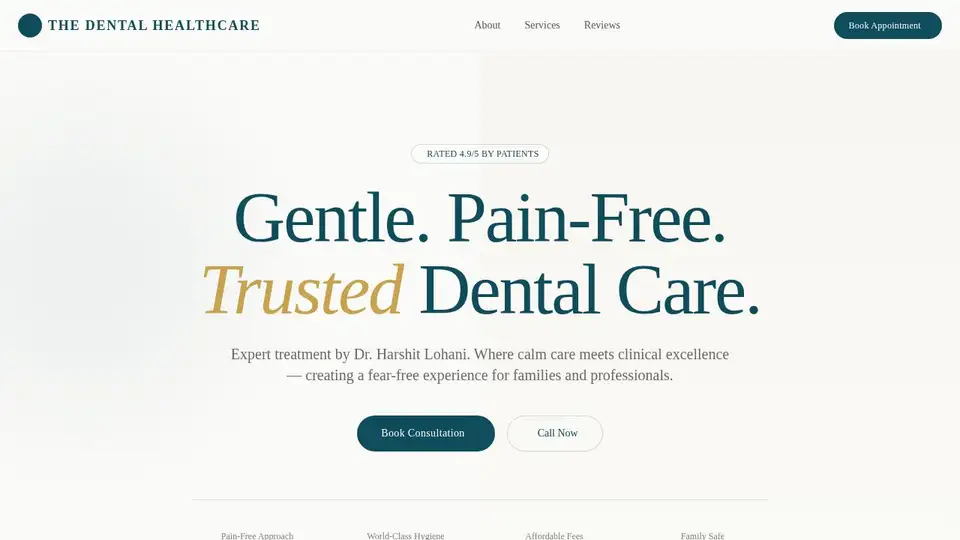 THE DENTAL HEALTHCARE
About
Services
Reviews
Book Appointment
RATED 4.9/5 BY PATIENTS
Gentle. Pain-Free.
Trusted Dental Care.
Expert treatment by Dr. Harshit Lohani. Where calm care meets clinical excellence
— creating a fear-free experience for families and professionals.
Book Consultation
Call Now
Pain-Free Approach
World-Class Hygiene
Affordable Fees
Family Safe